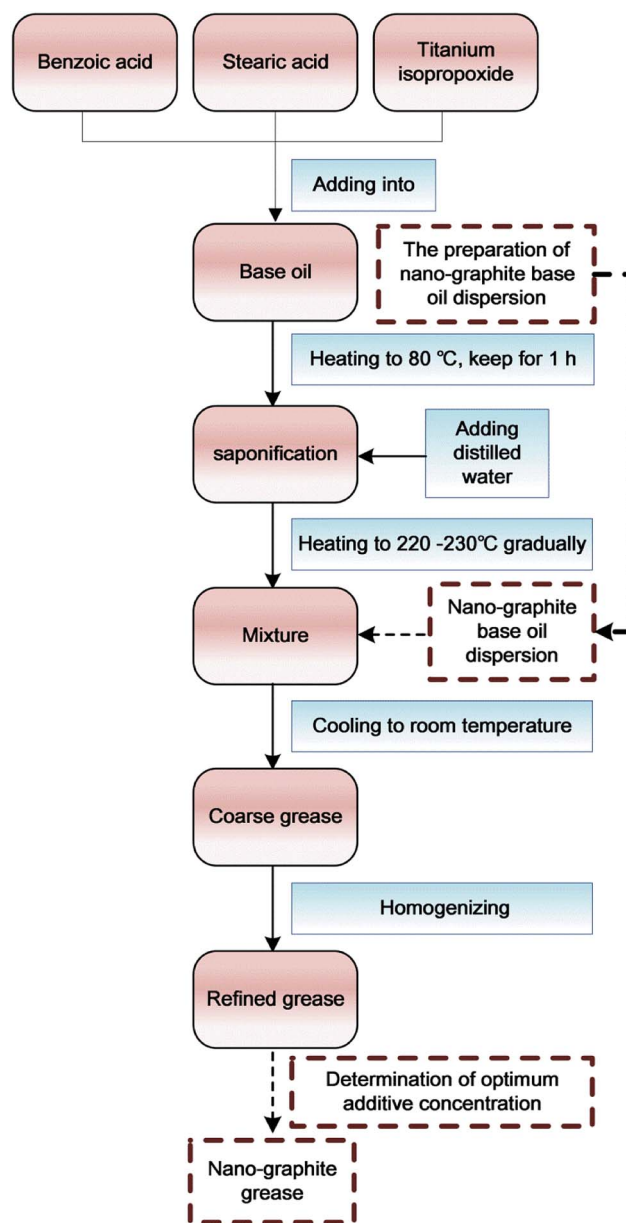 Benzoic acid
Stearic acid
Titanium
isopropoxide
Adding into
Base oil
The preparation of
nano-graphite base
oil dispersion
Heating to 80 ℃, keep for 1 h
saponification
Adding
distilled
water
Heating to 220 -230℃ gradually
Mixture
Nano-graphite
base oil
dispersion
Cooling to room temperature
Coarse grease
Homogenizing
Refined grease
Determination of optimum
additive concentration
Nano-graphite
grease